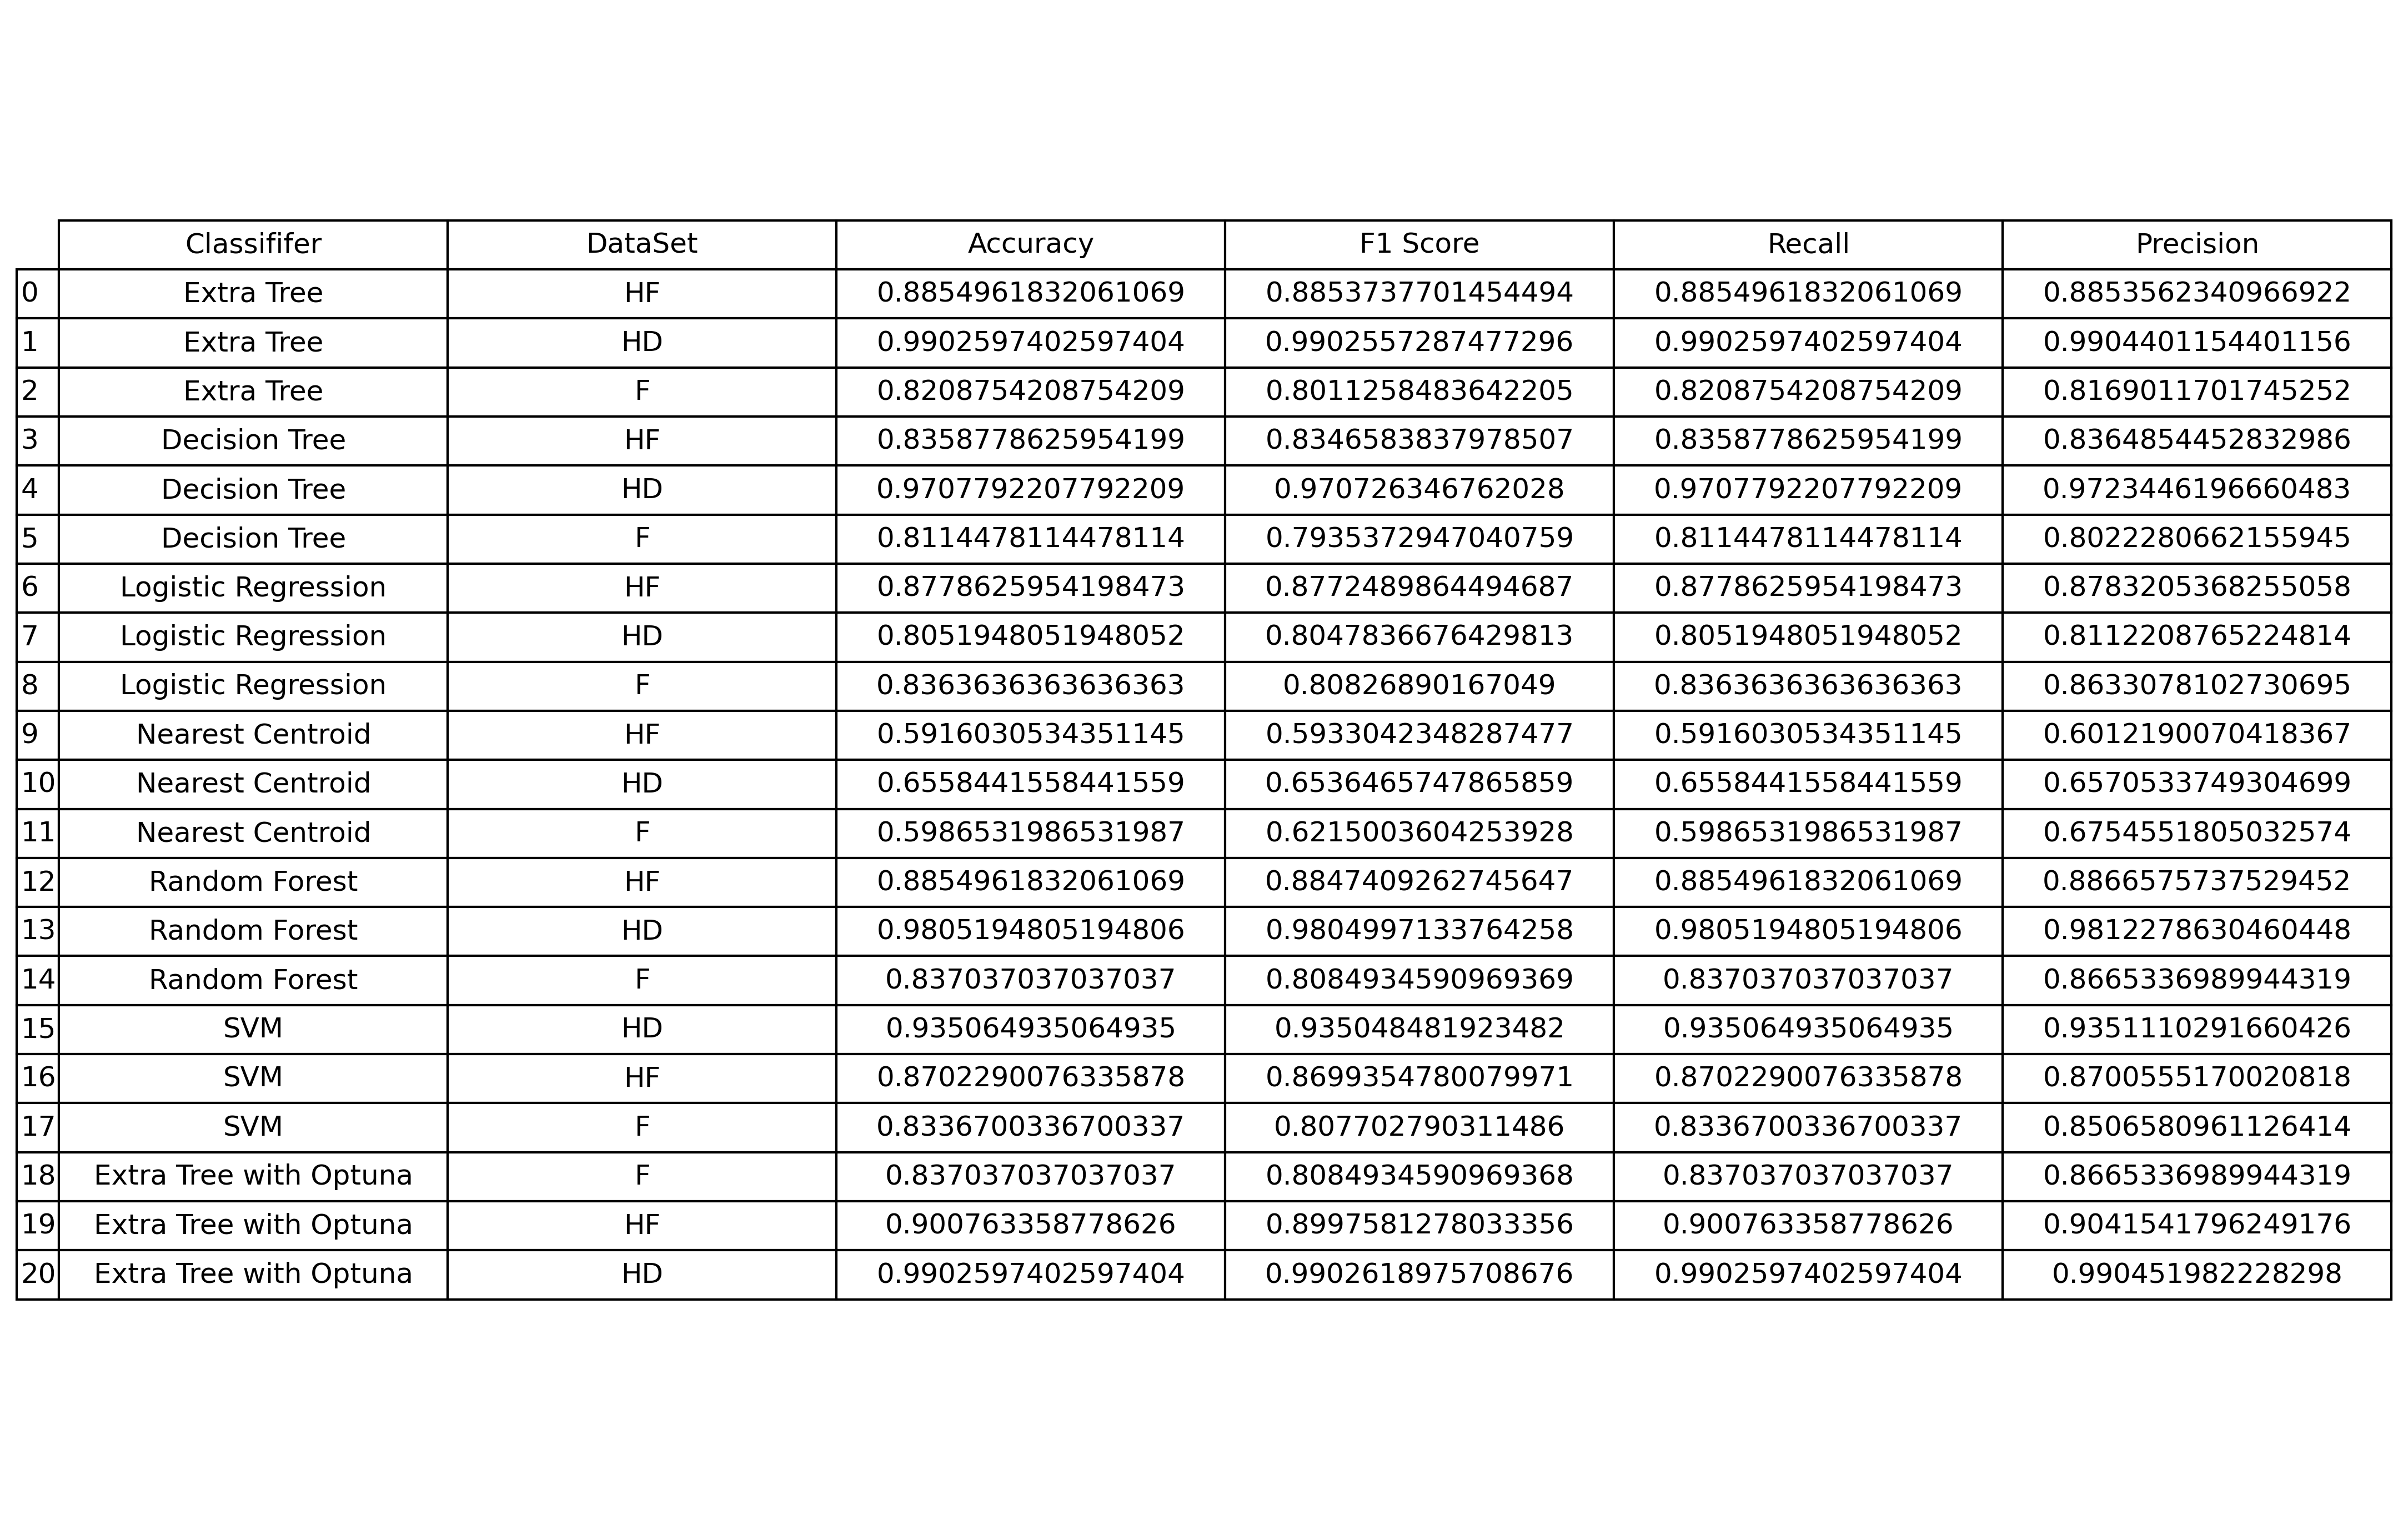 Classififer DataSet Accuracy F1 Score Recall Precision
0 Extra Tree HF 0.8854961832061069 0.8853737701454494 0.8854961832061069 0.8853562340966922
1 Extra Tree HD 0.9902597402597404 0.9902557287477296 0.9902597402597404 0.9904401154401156
2 Extra Tree F 0.8208754208754209 0.8011258483642205 0.8208754208754209 0.8169011701745252
3 Decision Tree HF 0.8358778625954199 0.8346583837978507 0.8358778625954199 0.8364854452832986
4 Decision Tree HD 0.9707792207792209 0.970726346762028 0.9707792207792209 0.9723446196660483
5 Decision Tree F 0.8114478114478114 0.7935372947040759 0.8114478114478114 0.8022280662155945
6 Logistic Regression HF 0.8778625954198473 0.8772489864494687 0.8778625954198473 0.8783205368255058
7 Logistic Regression HD 0.8051948051948052 0.8047836676429813 0.8051948051948052 0.8112208765224814
8 Logistic Regression F 0.8363636363636363 0.80826890167049 0.8363636363636363 0.8633078102730695
9 Nearest Centroid HF 0.5916030534351145 0.5933042348287477 0.5916030534351145 0.6012190070418367
10 Nearest Centroid HD 0.6558441558441559 0.6536465747865859 0.6558441558441559 0.6570533749304699
11 Nearest Centroid F 0.5986531986531987 0.6215003604253928 0.5986531986531987 0.6754551805032574
12 Random Forest HF 0.8854961832061069 0.8847409262745647 0.8854961832061069 0.8866575737529452
13 Random Forest HD 0.9805194805194806 0.9804997133764258 0.9805194805194806 0.9812278630460448
14 Random Forest F 0.837037037037037 0.8084934590969369 0.837037037037037 0.8665336989944319
15 SVM HD 0.935064935064935 0.935048481923482 0.935064935064935 0.9351110291660426
16 SVM HF 0.8702290076335878 0.8699354780079971 0.8702290076335878 0.8700555170020818
17 SVM F 0.8336700336700337 0.807702790311486 0.8336700336700337 0.8506580961126414
18 Extra Tree with Optuna F 0.837037037037037 0.8084934590969368 0.837037037037037 0.8665336989944319
19 Extra Tree with Optuna HF 0.900763358778626 0.8997581278033356 0.900763358778626 0.9041541796249176
20 Extra Tree with Optuna HD 0.9902597402597404 0.9902618975708676 0.9902597402597404 0.990451982228298